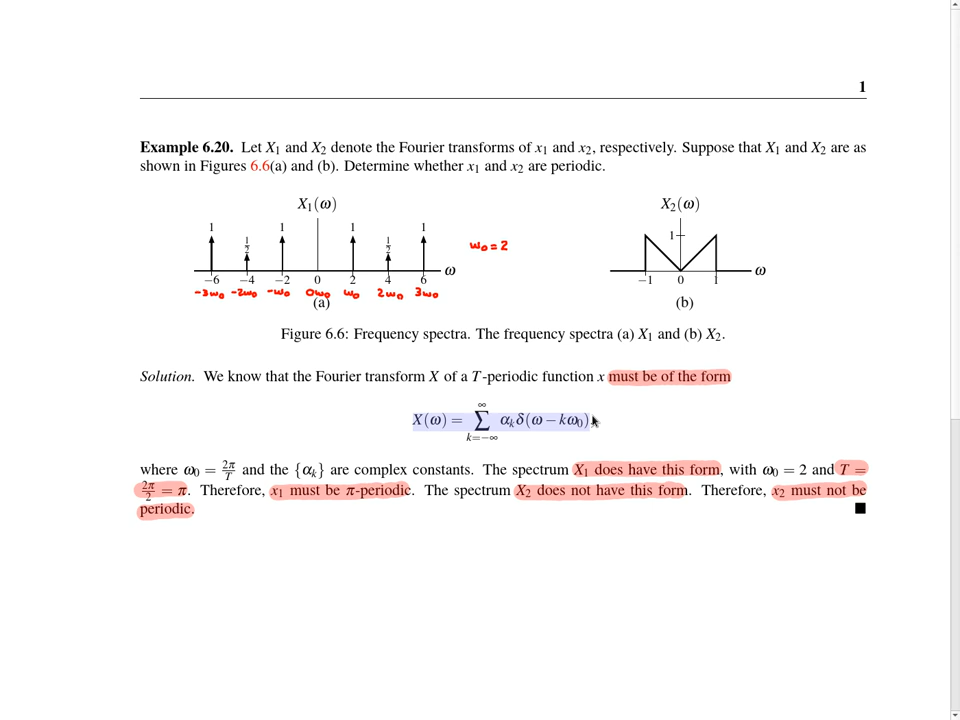 1
Example 6.20. Let X₁ and X₂ denote the Fourier transforms of x₁ and x₂, respectively. Suppose that X₁ and X₂ are as
shown in Figures 6.6(a) and (b). Determine whether x₁ and x₂ are periodic.
X₁(ω)
1 1/2 1 1 1/2 1
ω₀ = 2
ω
−6 −4 −2 0 2 4 6
-3ω₀ -2ω₀ -ω₀ 0ω₀ ω₀ 2ω₀ 3ω₀
(a)
X₂(ω)
1
ω
−1 0 1
(b)
Figure 6.6: Frequency spectra. The frequency spectra (a) X₁ and (b) X₂.
Solution. We know that the Fourier transform X of a T-periodic function x must be of the form
X(ω) = ∑_{k=−∞}^{∞} α_k δ(ω − kω₀),
where ω₀ = 2π/T and the {α_k} are complex constants. The spectrum X₁ does have this form, with ω₀ = 2 and T =
2π/2 = π. Therefore, x₁ must be π-periodic. The spectrum X₂ does not have this form. Therefore, x₂ must not be
periodic. ■